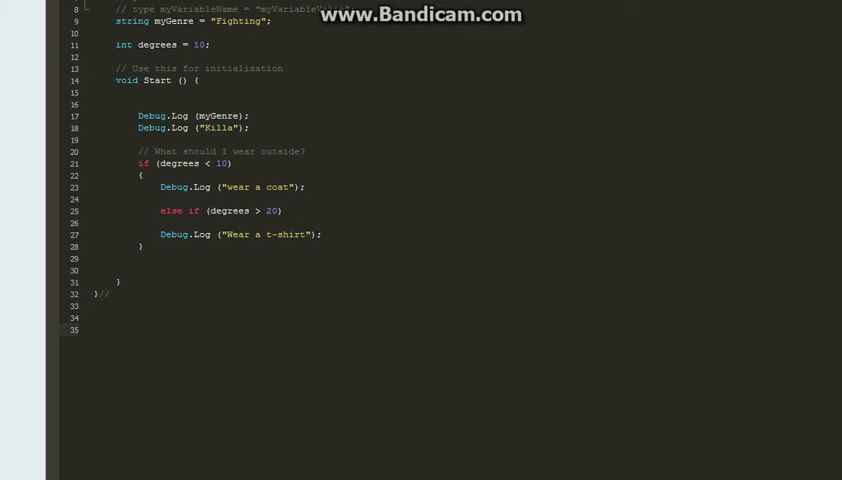 www.Bandicam.com
8 // type myVariableName = "myVariableValue";
9 string myGenre = "Fighting";
10
11 int degrees = 10;
12
13 // Use this for initialization
14 void Start () {
15
16
17 Debug.Log (myGenre);
18 Debug.Log ("Killa");
19
20 // What should I wear outside?
21 if (degrees < 10)
22 {
23 Debug.Log ("wear a coat");
24
25 else if (degrees > 20)
26
27 Debug.Log ("Wear a t-shirt");
28 }
29
30
31 }
32 }//
33
34
35